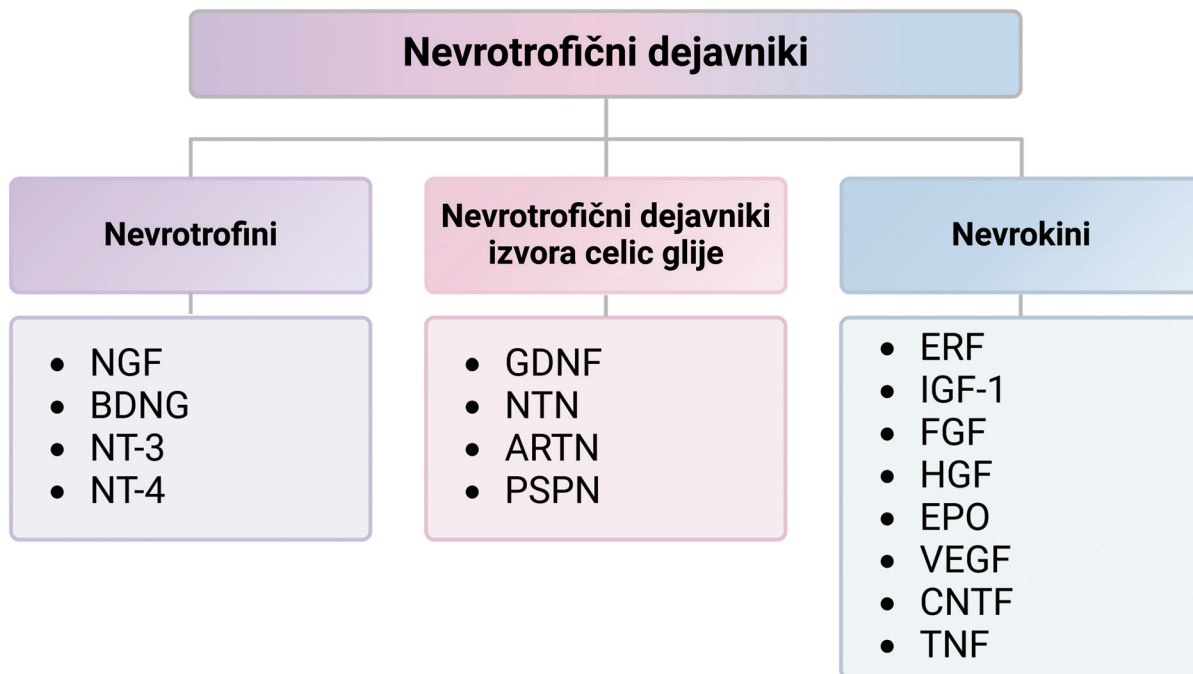 Nevrotrofični dejavniki
Nevrotrofini
• NGF
• BDNG
• NT-3
• NT-4
Nevrotrofični dejavniki
izvora celic glije
• GDNF
• NTN
• ARTN
• PSPN
Nevrokini
• ERF
• IGF-1
• FGF
• HGF
• EPO
• VEGF
• CNTF
• TNF